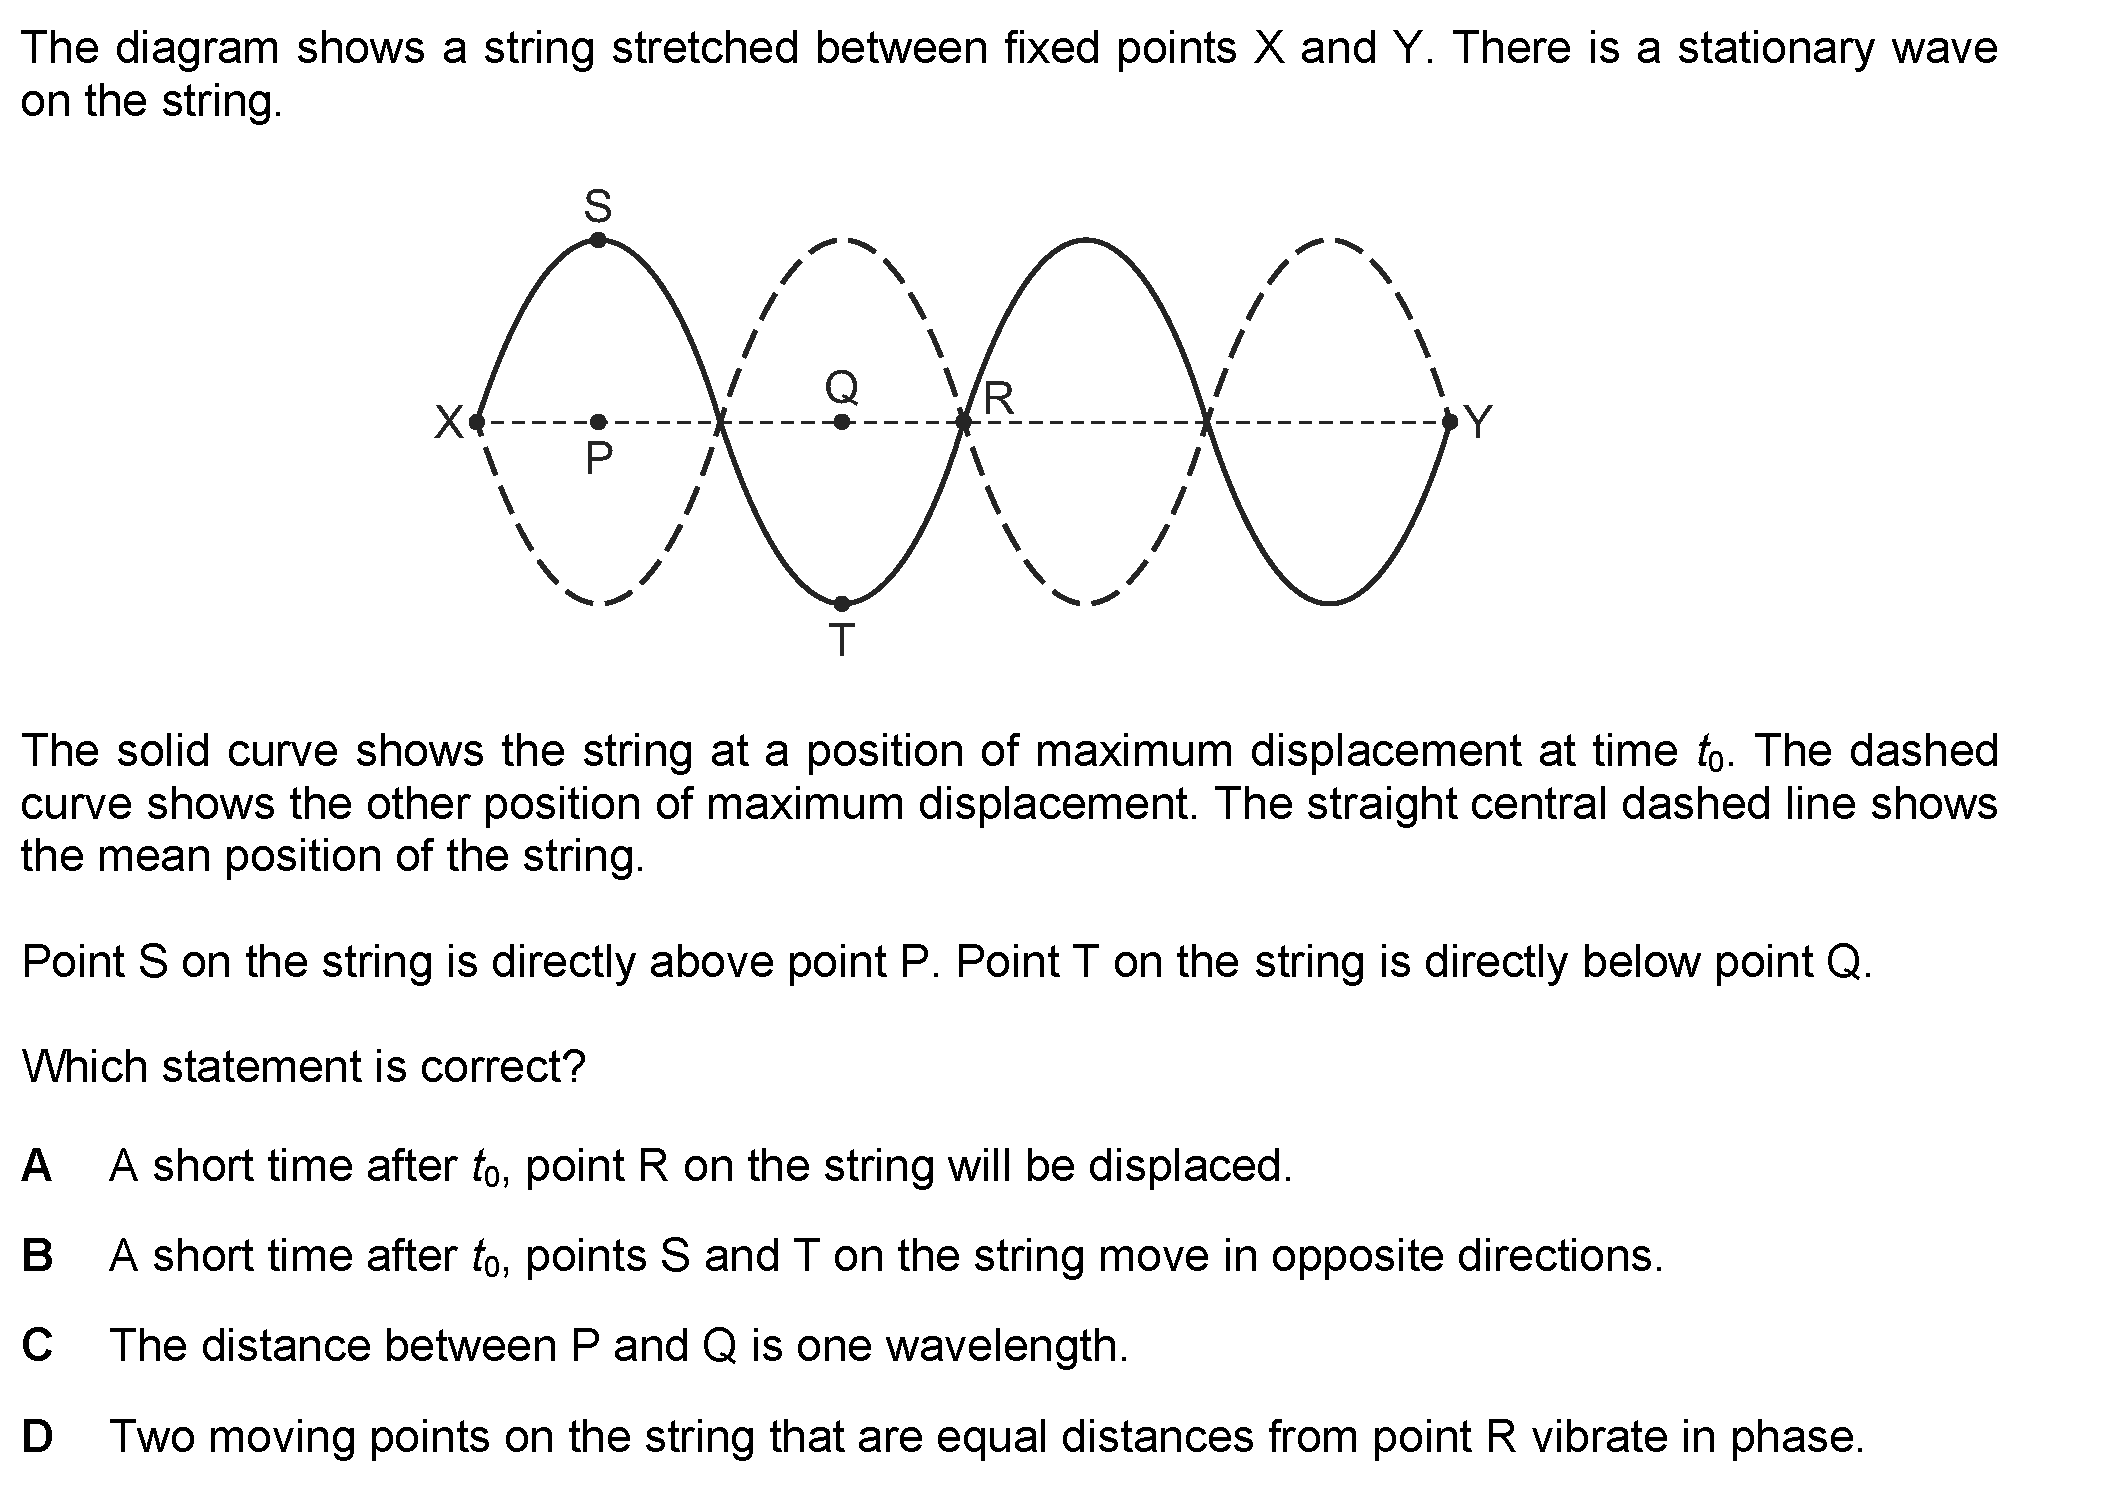 The diagram shows a string stretched between fixed points X and Y. There is a stationary wave
on the string.
S
Q
R
X
Y
P
T
The solid curve shows the string at a position of maximum displacement at time t₀. The dashed
curve shows the other position of maximum displacement. The straight central dashed line shows
the mean position of the string.
Point S on the string is directly above point P. Point T on the string is directly below point Q.
Which statement is correct?
A A short time after t₀, point R on the string will be displaced.
B A short time after t₀, points S and T on the string move in opposite directions.
C The distance between P and Q is one wavelength.
D Two moving points on the string that are equal distances from point R vibrate in phase.